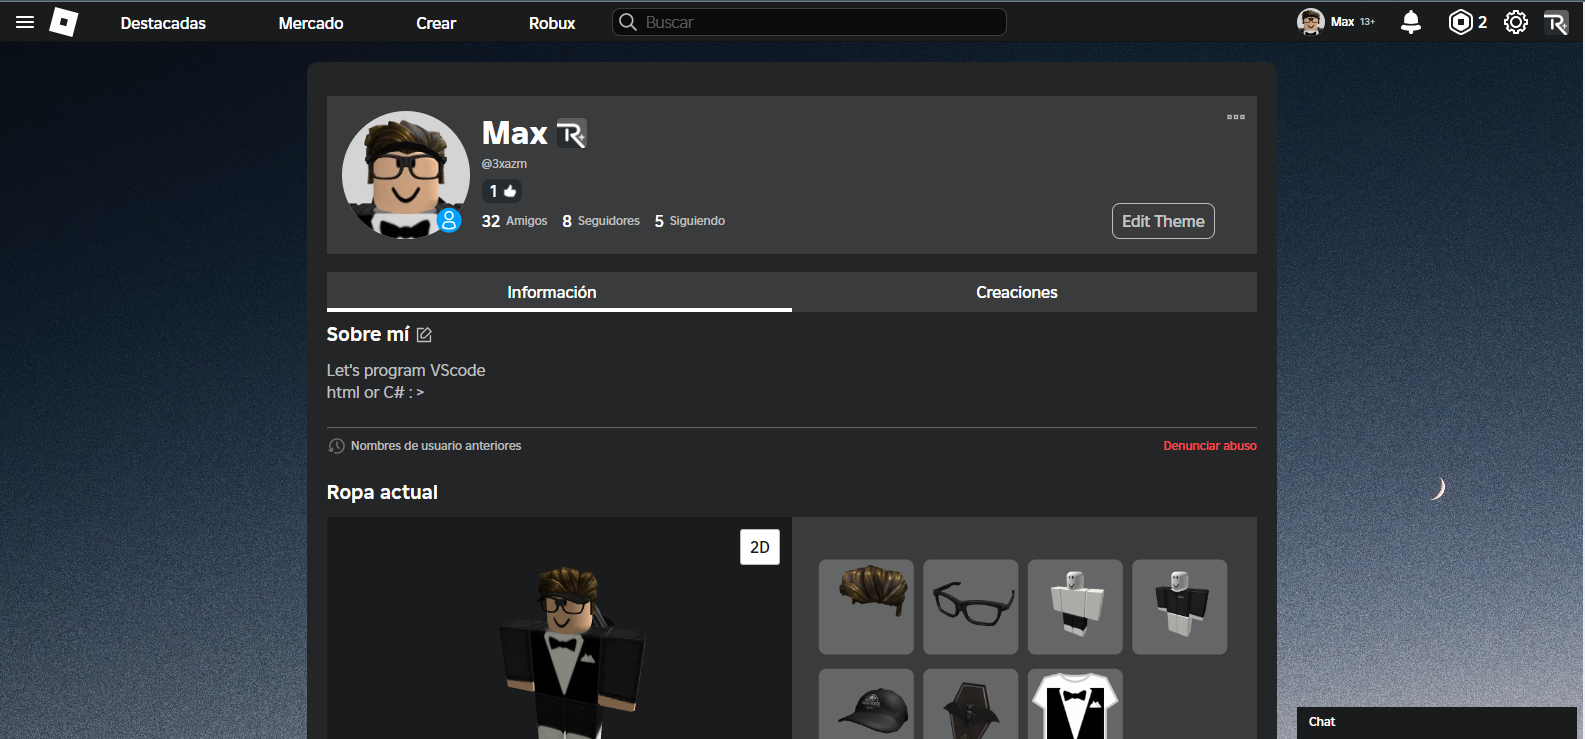 Destacadas Mercado Crear Robux Buscar Max 13+ 2
Max
@3xazm
1
32 Amigos 8 Seguidores 5 Siguiendo
Edit Theme
Información Creaciones
Sobre mí
Let's program VScode
html or C# : >
Nombres de usuario anteriores Denunciar abuso
Ropa actual
2D
Chat